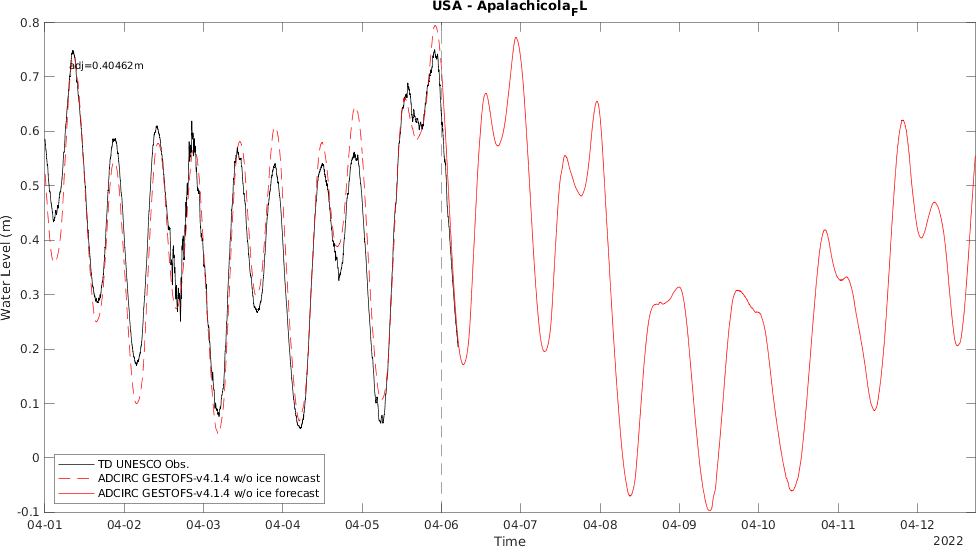 USA - Apalachicola_FL
adj=0.40462m
Water Level (m)
0.8
0.7
0.6
0.5
0.4
0.3
0.2
0.1
0
-0.1
TD UNESCO Obs.
ADCIRC GESTOFS-v4.1.4 w/o ice nowcast
ADCIRC GESTOFS-v4.1.4 w/o ice forecast
04-01 04-02 04-03 04-04 04-05 04-06 04-07 04-08 04-09 04-10 04-11 04-12
Time
2022